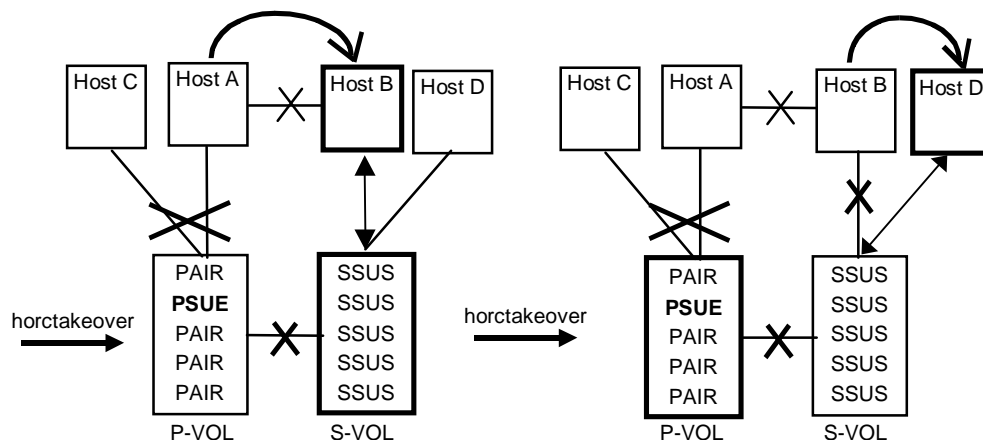 Host C
Host A
Host B
Host D
horctakeover
PAIR
PSUE
PAIR
PAIR
PAIR
P-VOL
SSUS
SSUS
SSUS
SSUS
SSUS
S-VOL
Host C
Host A
Host B
Host D
horctakeover
PAIR
PSUE
PAIR
PAIR
PAIR
P-VOL
SSUS
SSUS
SSUS
SSUS
SSUS
S-VOL